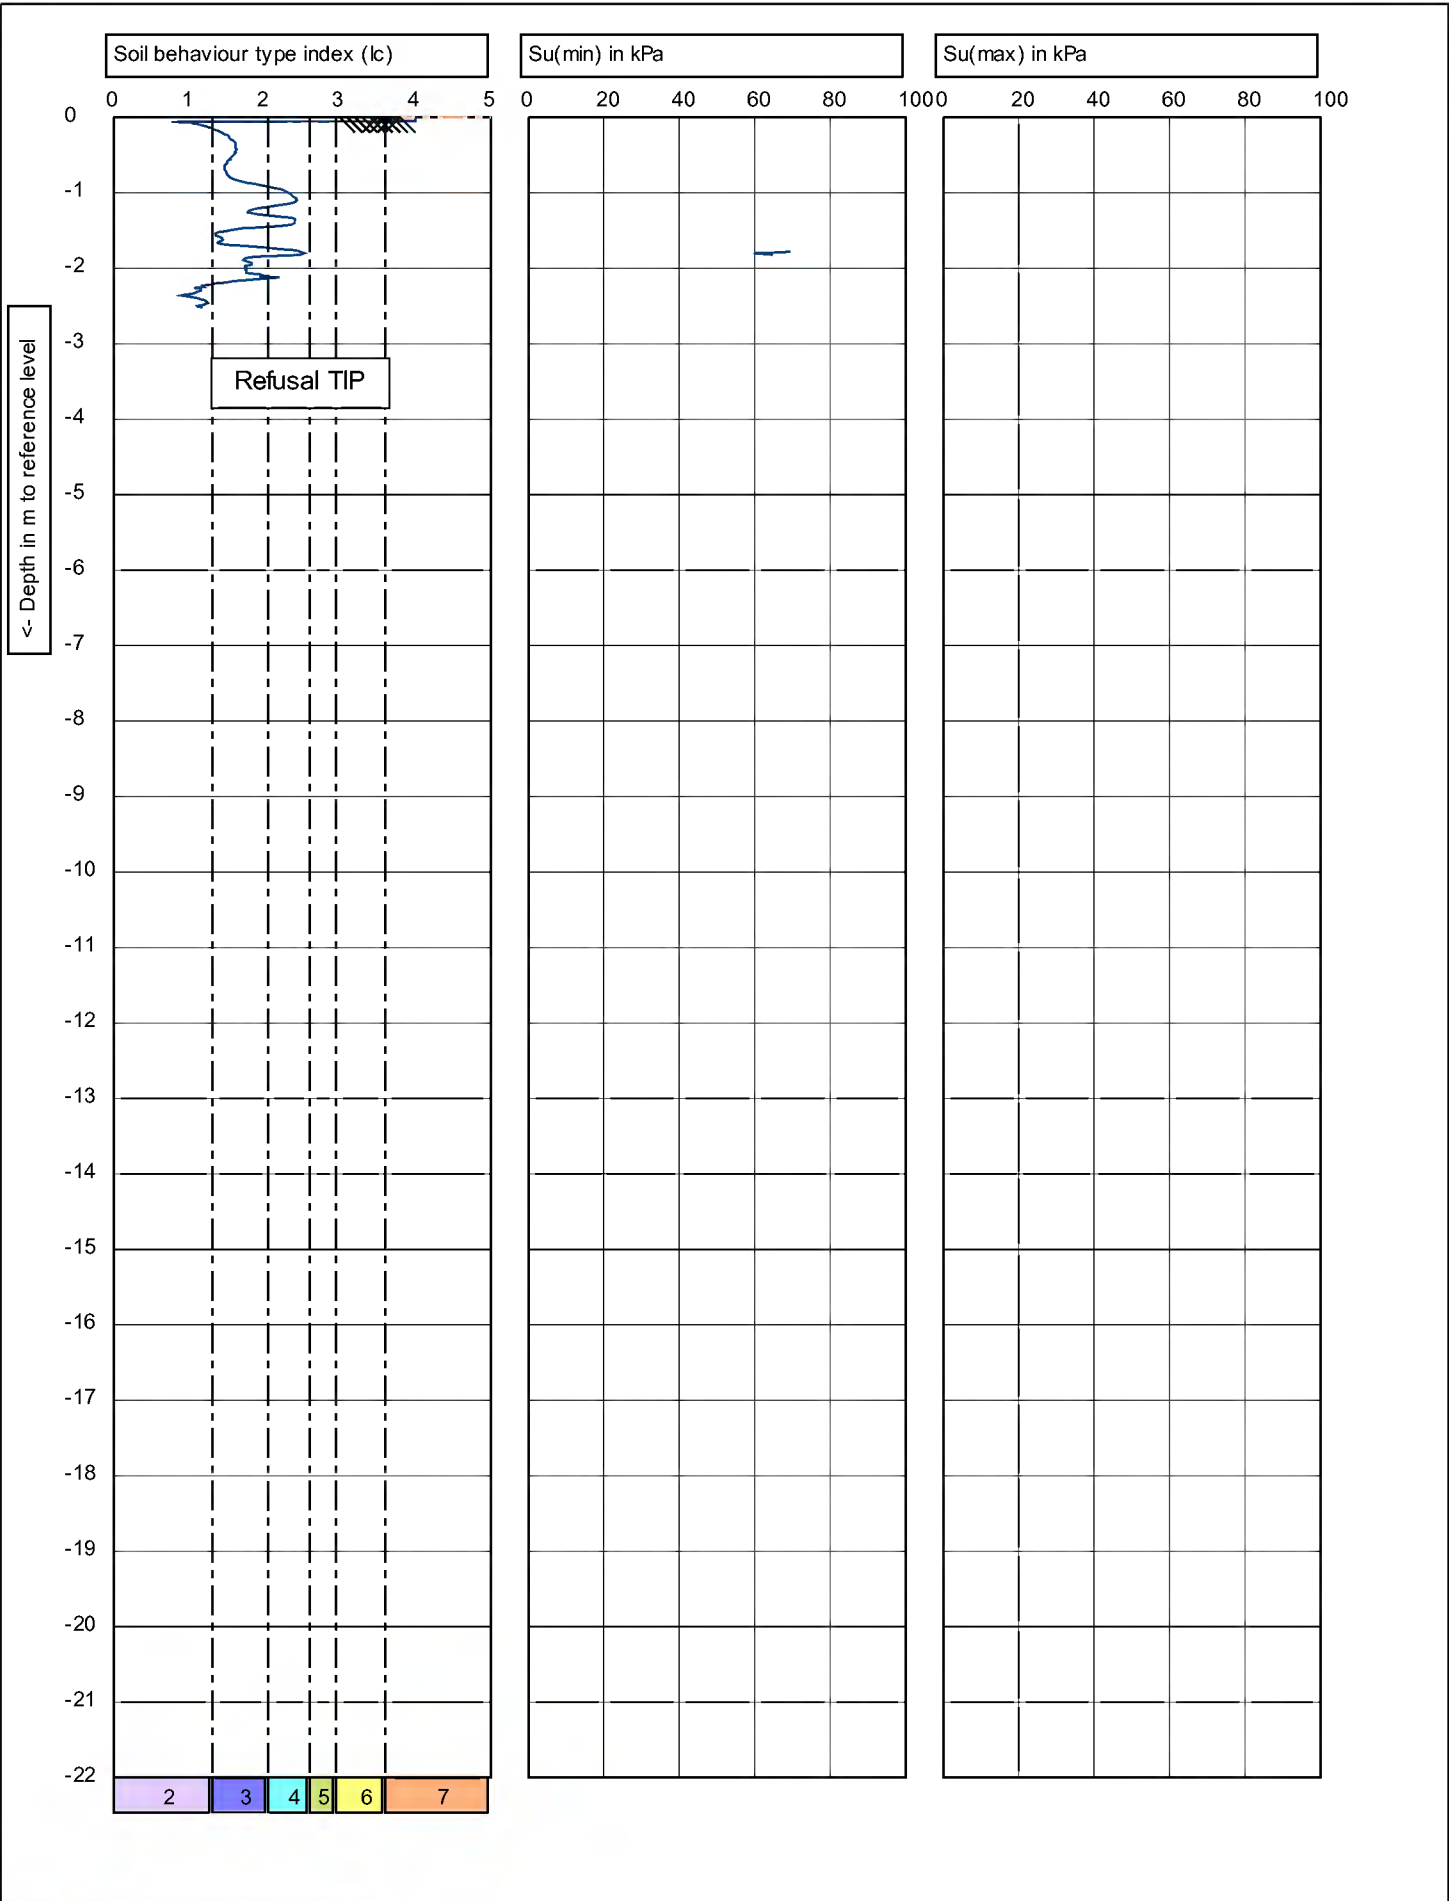 Soil behaviour type index (Ic)
Su(min) in kPa
Su(max) in kPa
0 1 2 3 4 5
0 20 40 60 80 100
0 20 40 60 80 100
0
-1
-2
-3
-4
-5
-6
-7
-8
-9
-10
-11
-12
-13
-14
-15
-16
-17
-18
-19
-20
-21
-22
<- Depth in m to reference level
Refusal TIP
2 3 4 5 6 7